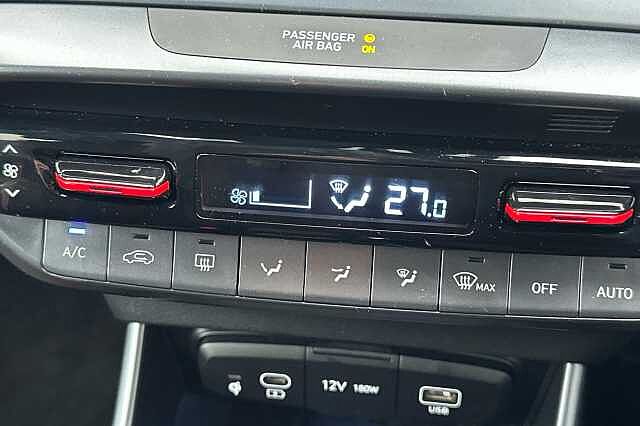 PASSENGER
AIR BAG ON
27.0
A/C MAX OFF AUTO
12V 180W
USB